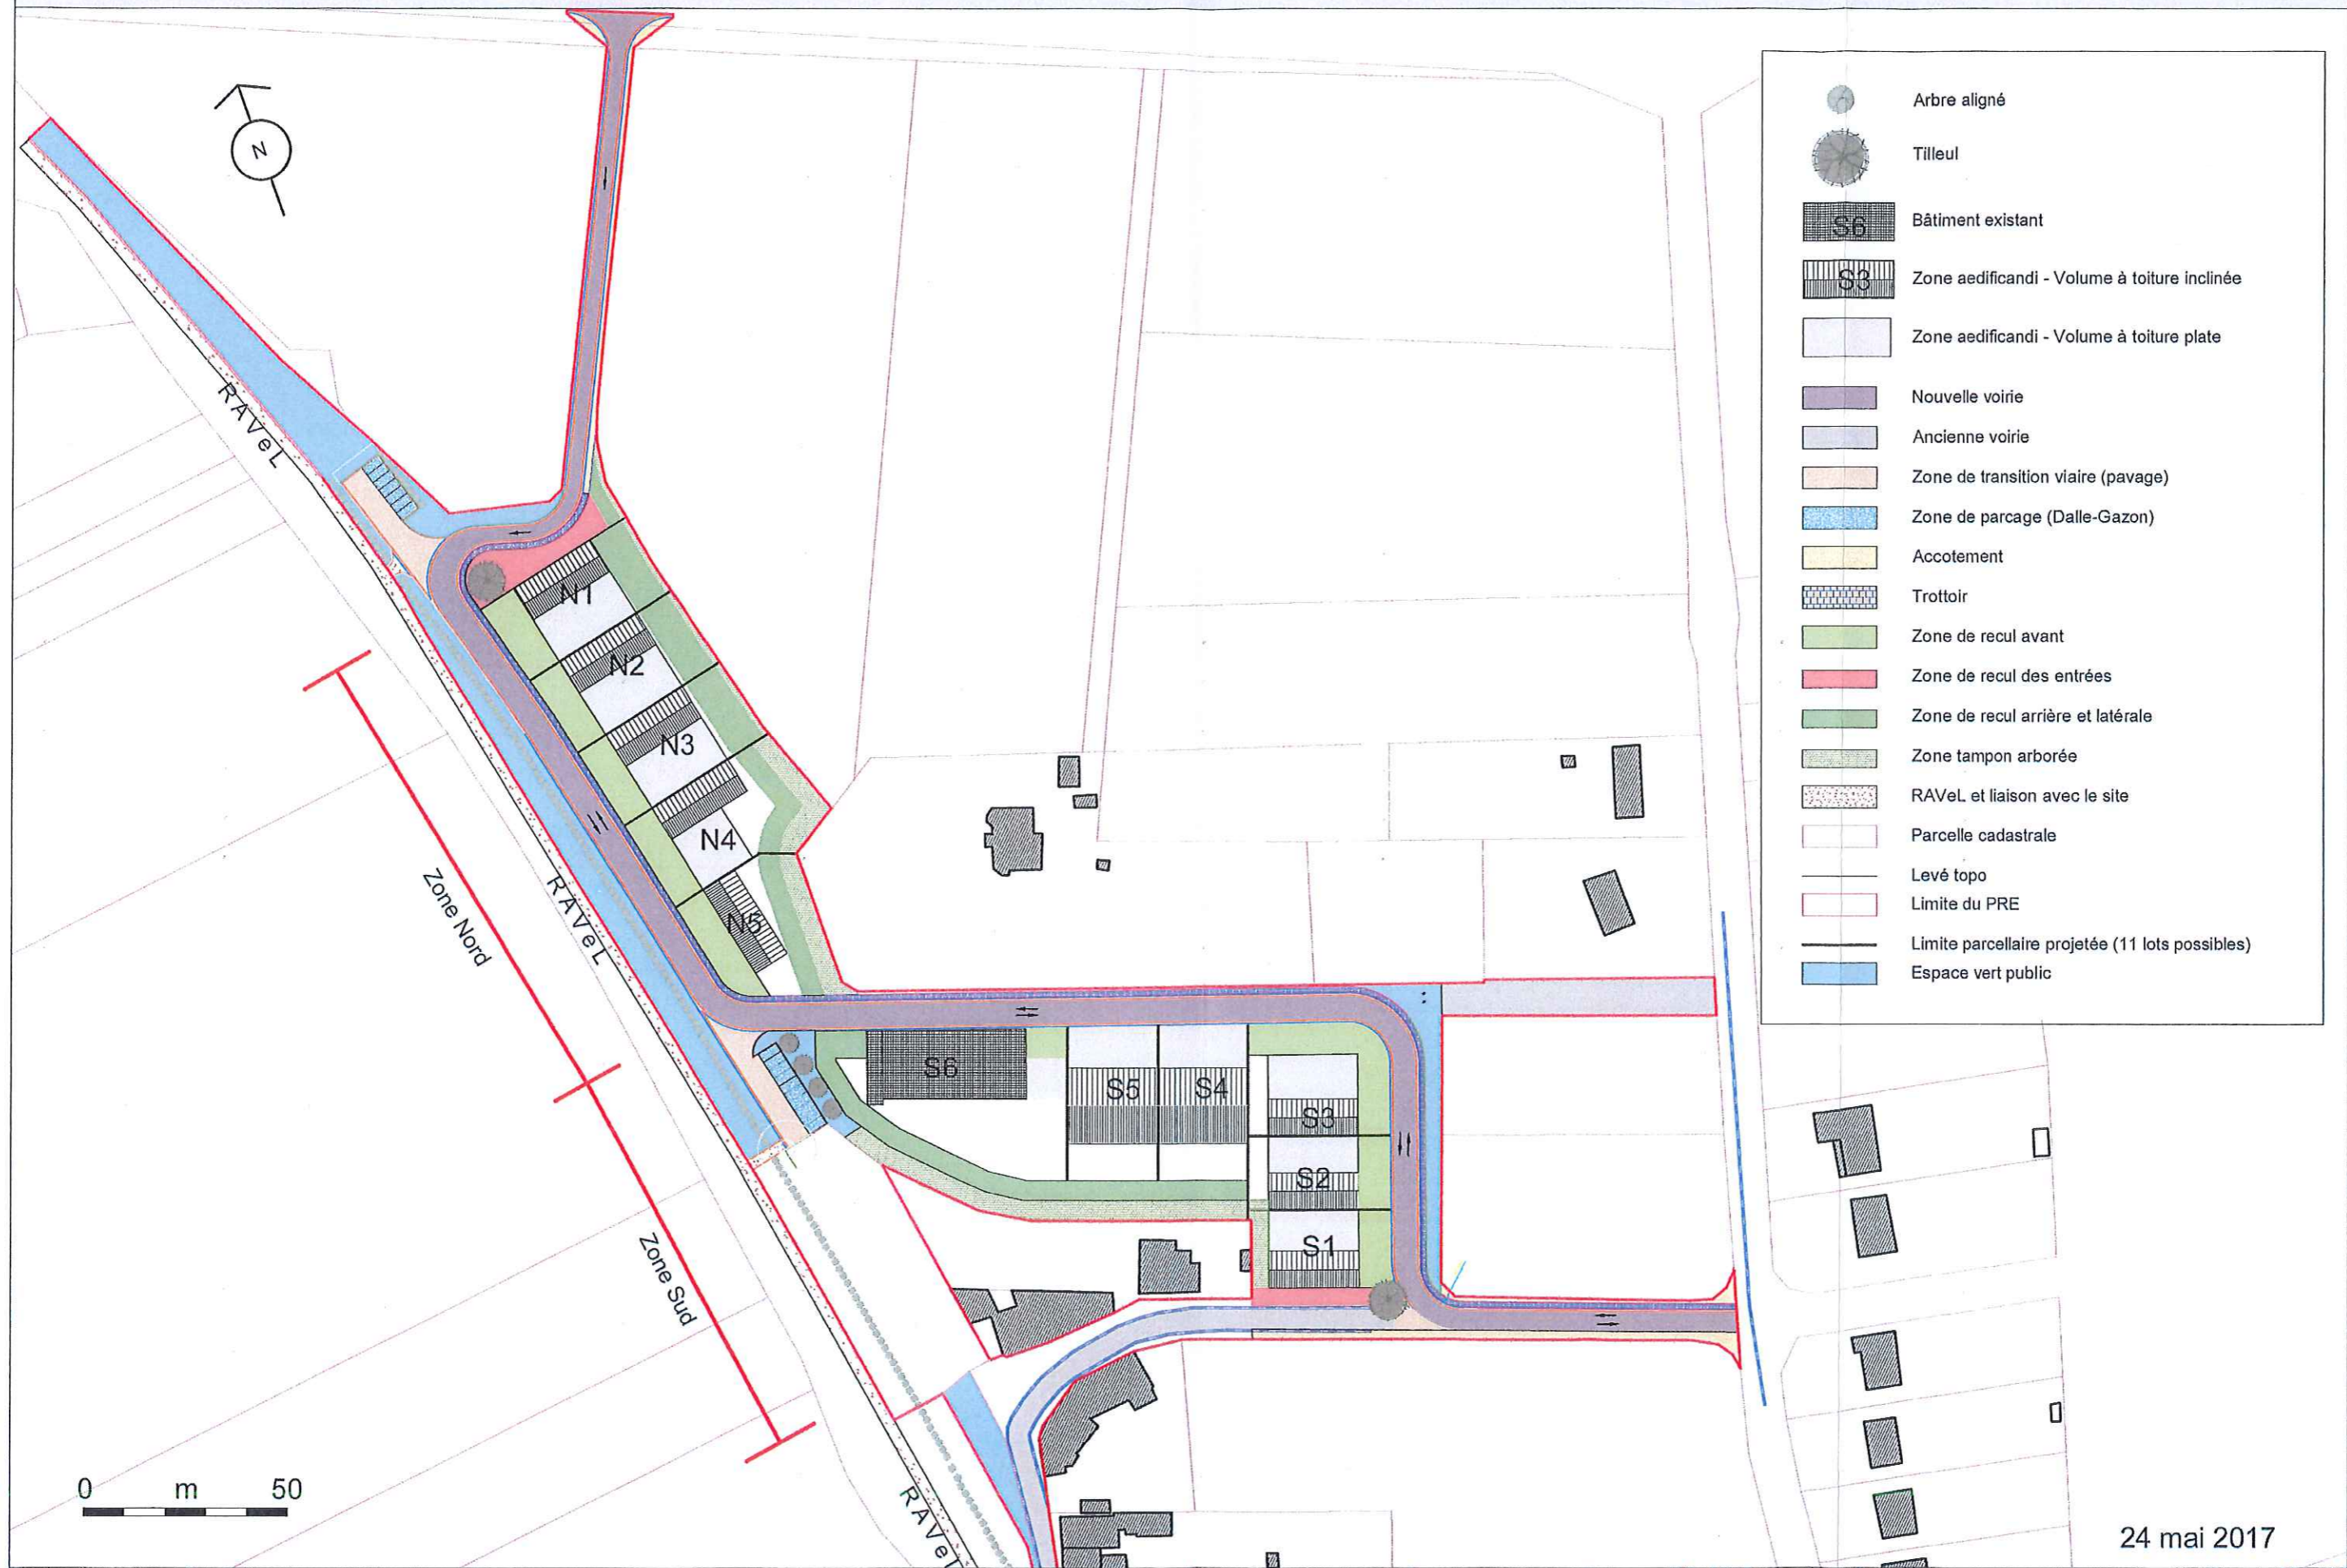 N
RAVeL
N1
N2
N3
N4
N5
Zone Nord
RAVeL
S6
S5
S4
S3
S2
S1
Zone Sud
RAVeL
0 m 50
Arbre aligné
Tilleul
S6 Bâtiment existant
S3 Zone aedificandi - Volume à toiture inclinée
Zone aedificandi - Volume à toiture plate
Nouvelle voirie
Ancienne voirie
Zone de transition viaire (pavage)
Zone de parcage (Dalle-Gazon)
Accotement
Trottoir
Zone de recul avant
Zone de recul des entrées
Zone de recul arrière et latérale
Zone tampon arborée
RAVeL et liaison avec le site
Parcelle cadastrale
Levé topo
Limite du PRE
Limite parcellaire projetée (11 lots possibles)
Espace vert public
24 mai 2017